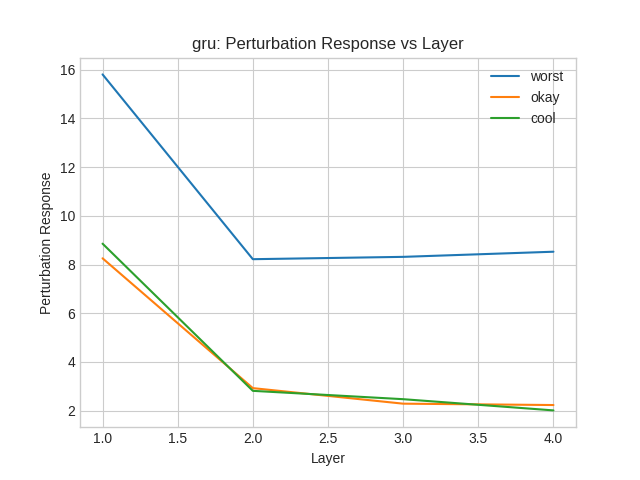 gru: Perturbation Response vs Layer
worst
okay
cool
Perturbation Response
16
14
12
10
8
6
4
2
1.0 1.5 2.0 2.5 3.0 3.5 4.0
Layer